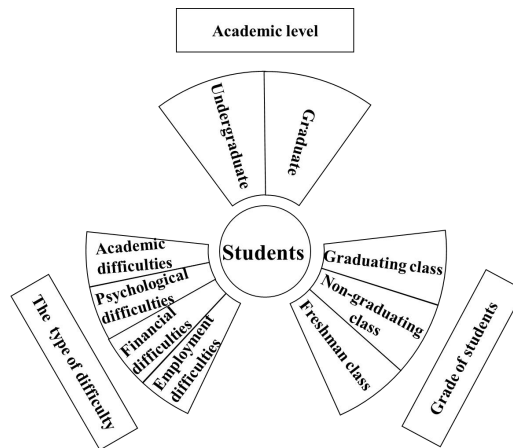 Academic level
Undergraduate
Graduate
Students
Academic
difficulties
Psychological
difficulties
Financial
difficulties
Employment
difficulties
The type of difficulty
Graduating class
Non-graduating
class
Freshman class
Grade of students